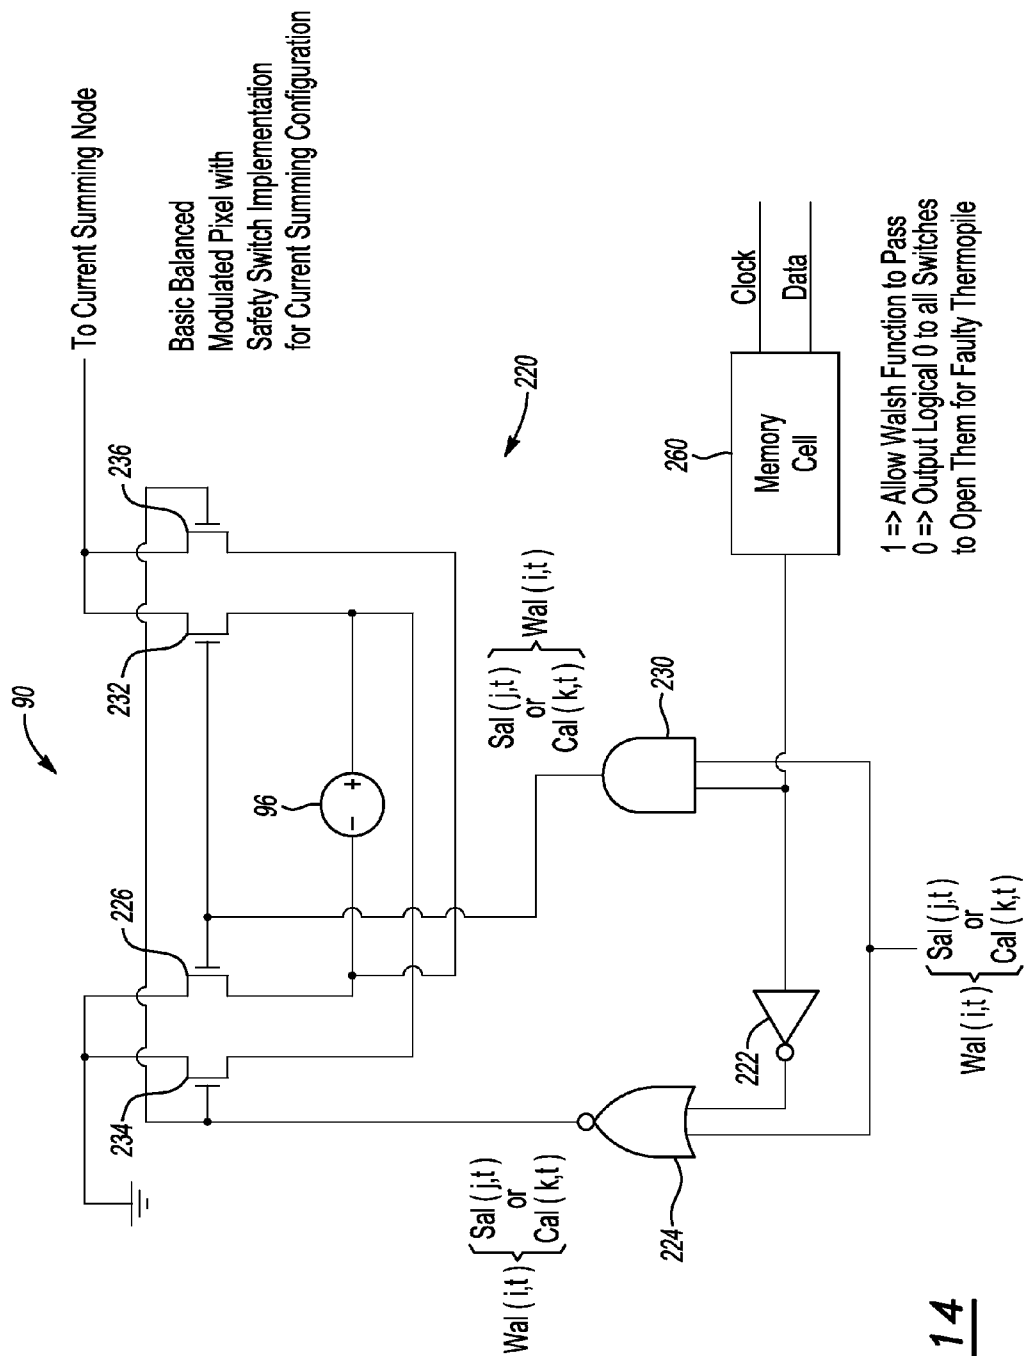 90
To Current Summing Node
Basic Balanced
Modulated Pixel with
Safety Switch Implementation
for Current Summing Configuration
234
226
232
236
96
− +
220
Wal ( i,t ) { Sal ( j,t )
or
Cal ( k,t )
Sal ( j,t )
or
Cal ( k,t ) } Wal ( i,t )
224
222
230
260
Memory
Cell
Clock
Data
Wal ( i,t ) { Sal ( j,t )
or
Cal ( k,t )
1 => Allow Walsh Function to Pass
0 => Output Logical 0 to all Switches
to Open Them for Faulty Thermopile
14